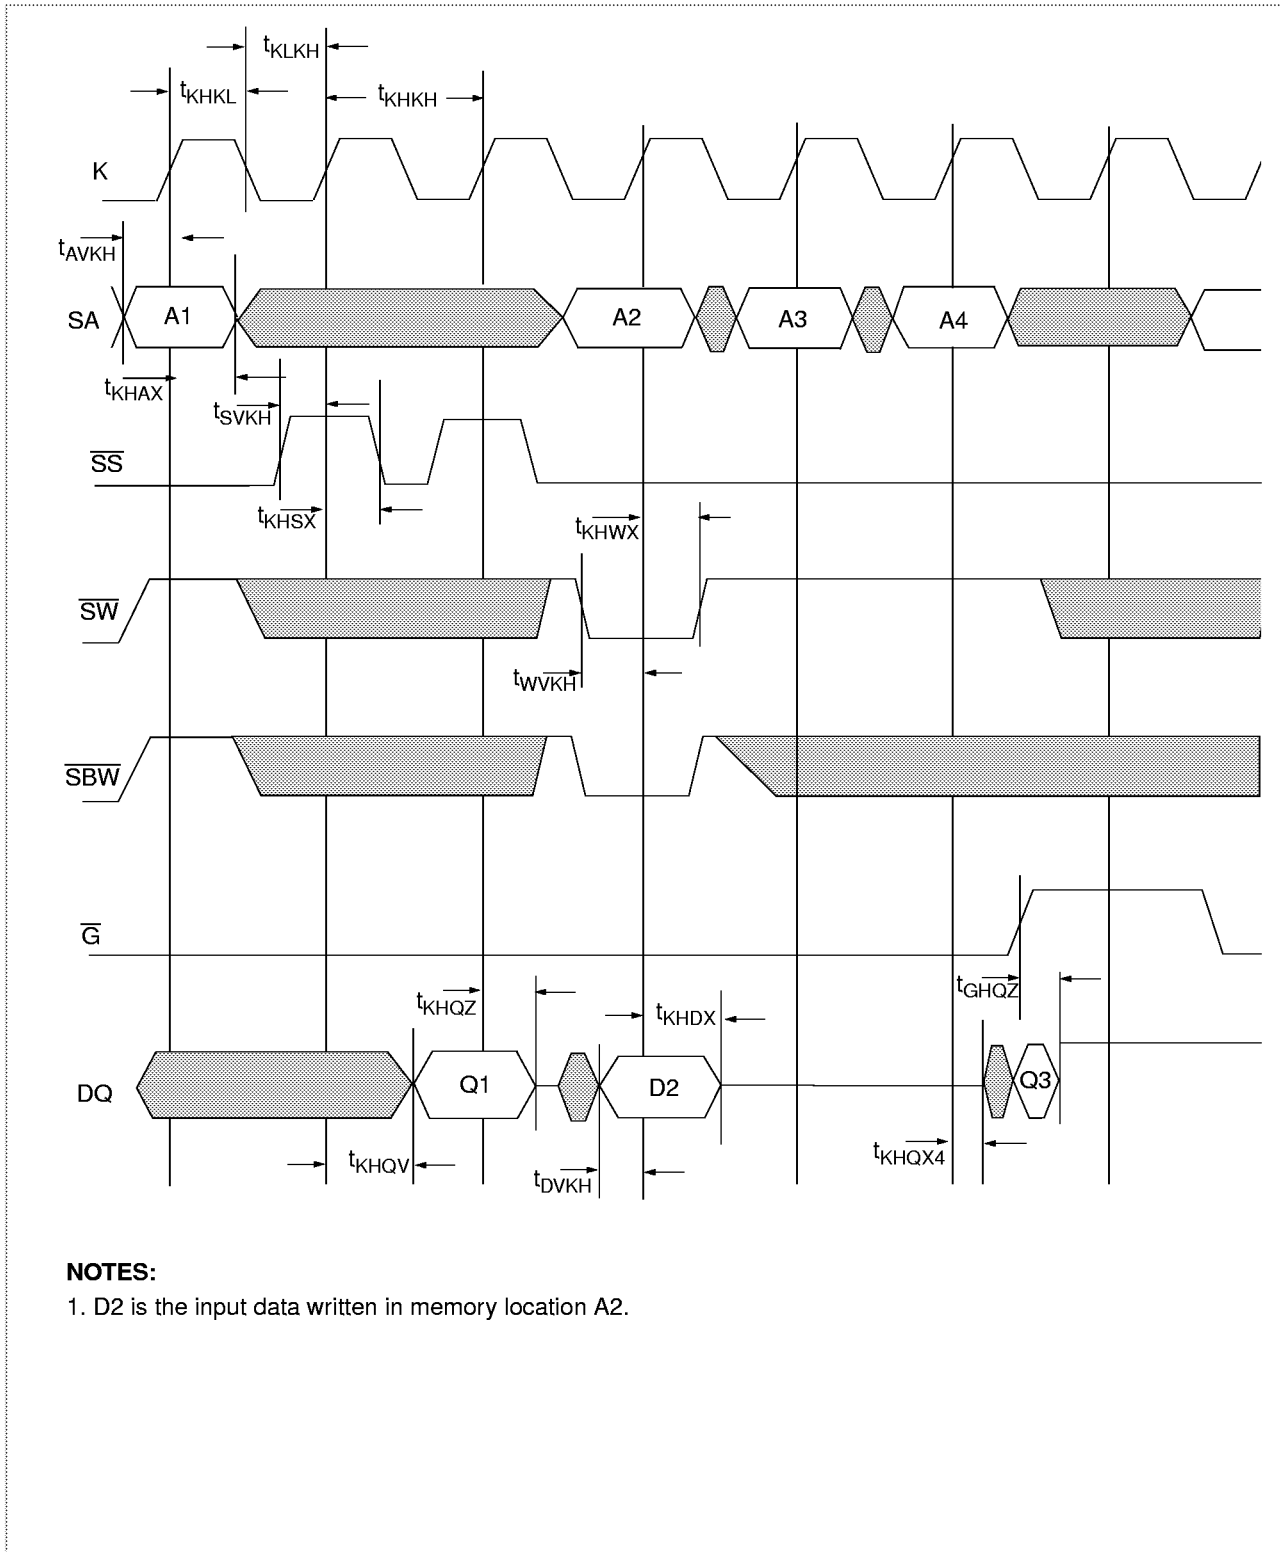 tKLKH
tKHKL
tKHKH
K
tAVKH
SA
A1
A2
A3
A4
tKHAX
tSVKH
SS
tKHSX
tKHWX
SW
tWVKH
SBW
G
tGHQZ
tKHQZ
tKHDX
DQ
Q1
D2
Q3
tKHQV
tDVKH
tKHQX4
NOTES:
1. D2 is the input data written in memory location A2.